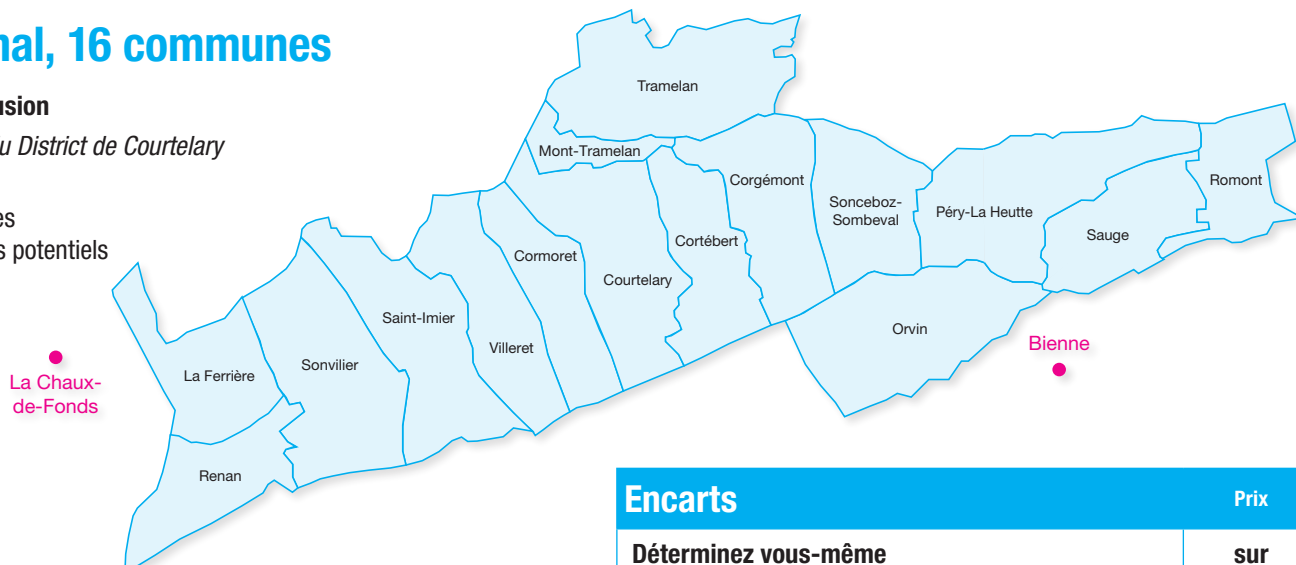 nal, 16 communes
usion
u District de Courtelary
es
s potentiels
Tramelan
Mont-Tramelan
Corgémont
Romont
Sonceboz-
Sombeval
Péry-La Heutte
Sauge
Cortébert
Cormoret
Courtelary
Saint-Imier
Orvin
Villeret
Bienne
Sonvilier
La Ferrière
La Chaux-
de-Fonds
Renan
Encarts Prix
Déterminez vous-même sur